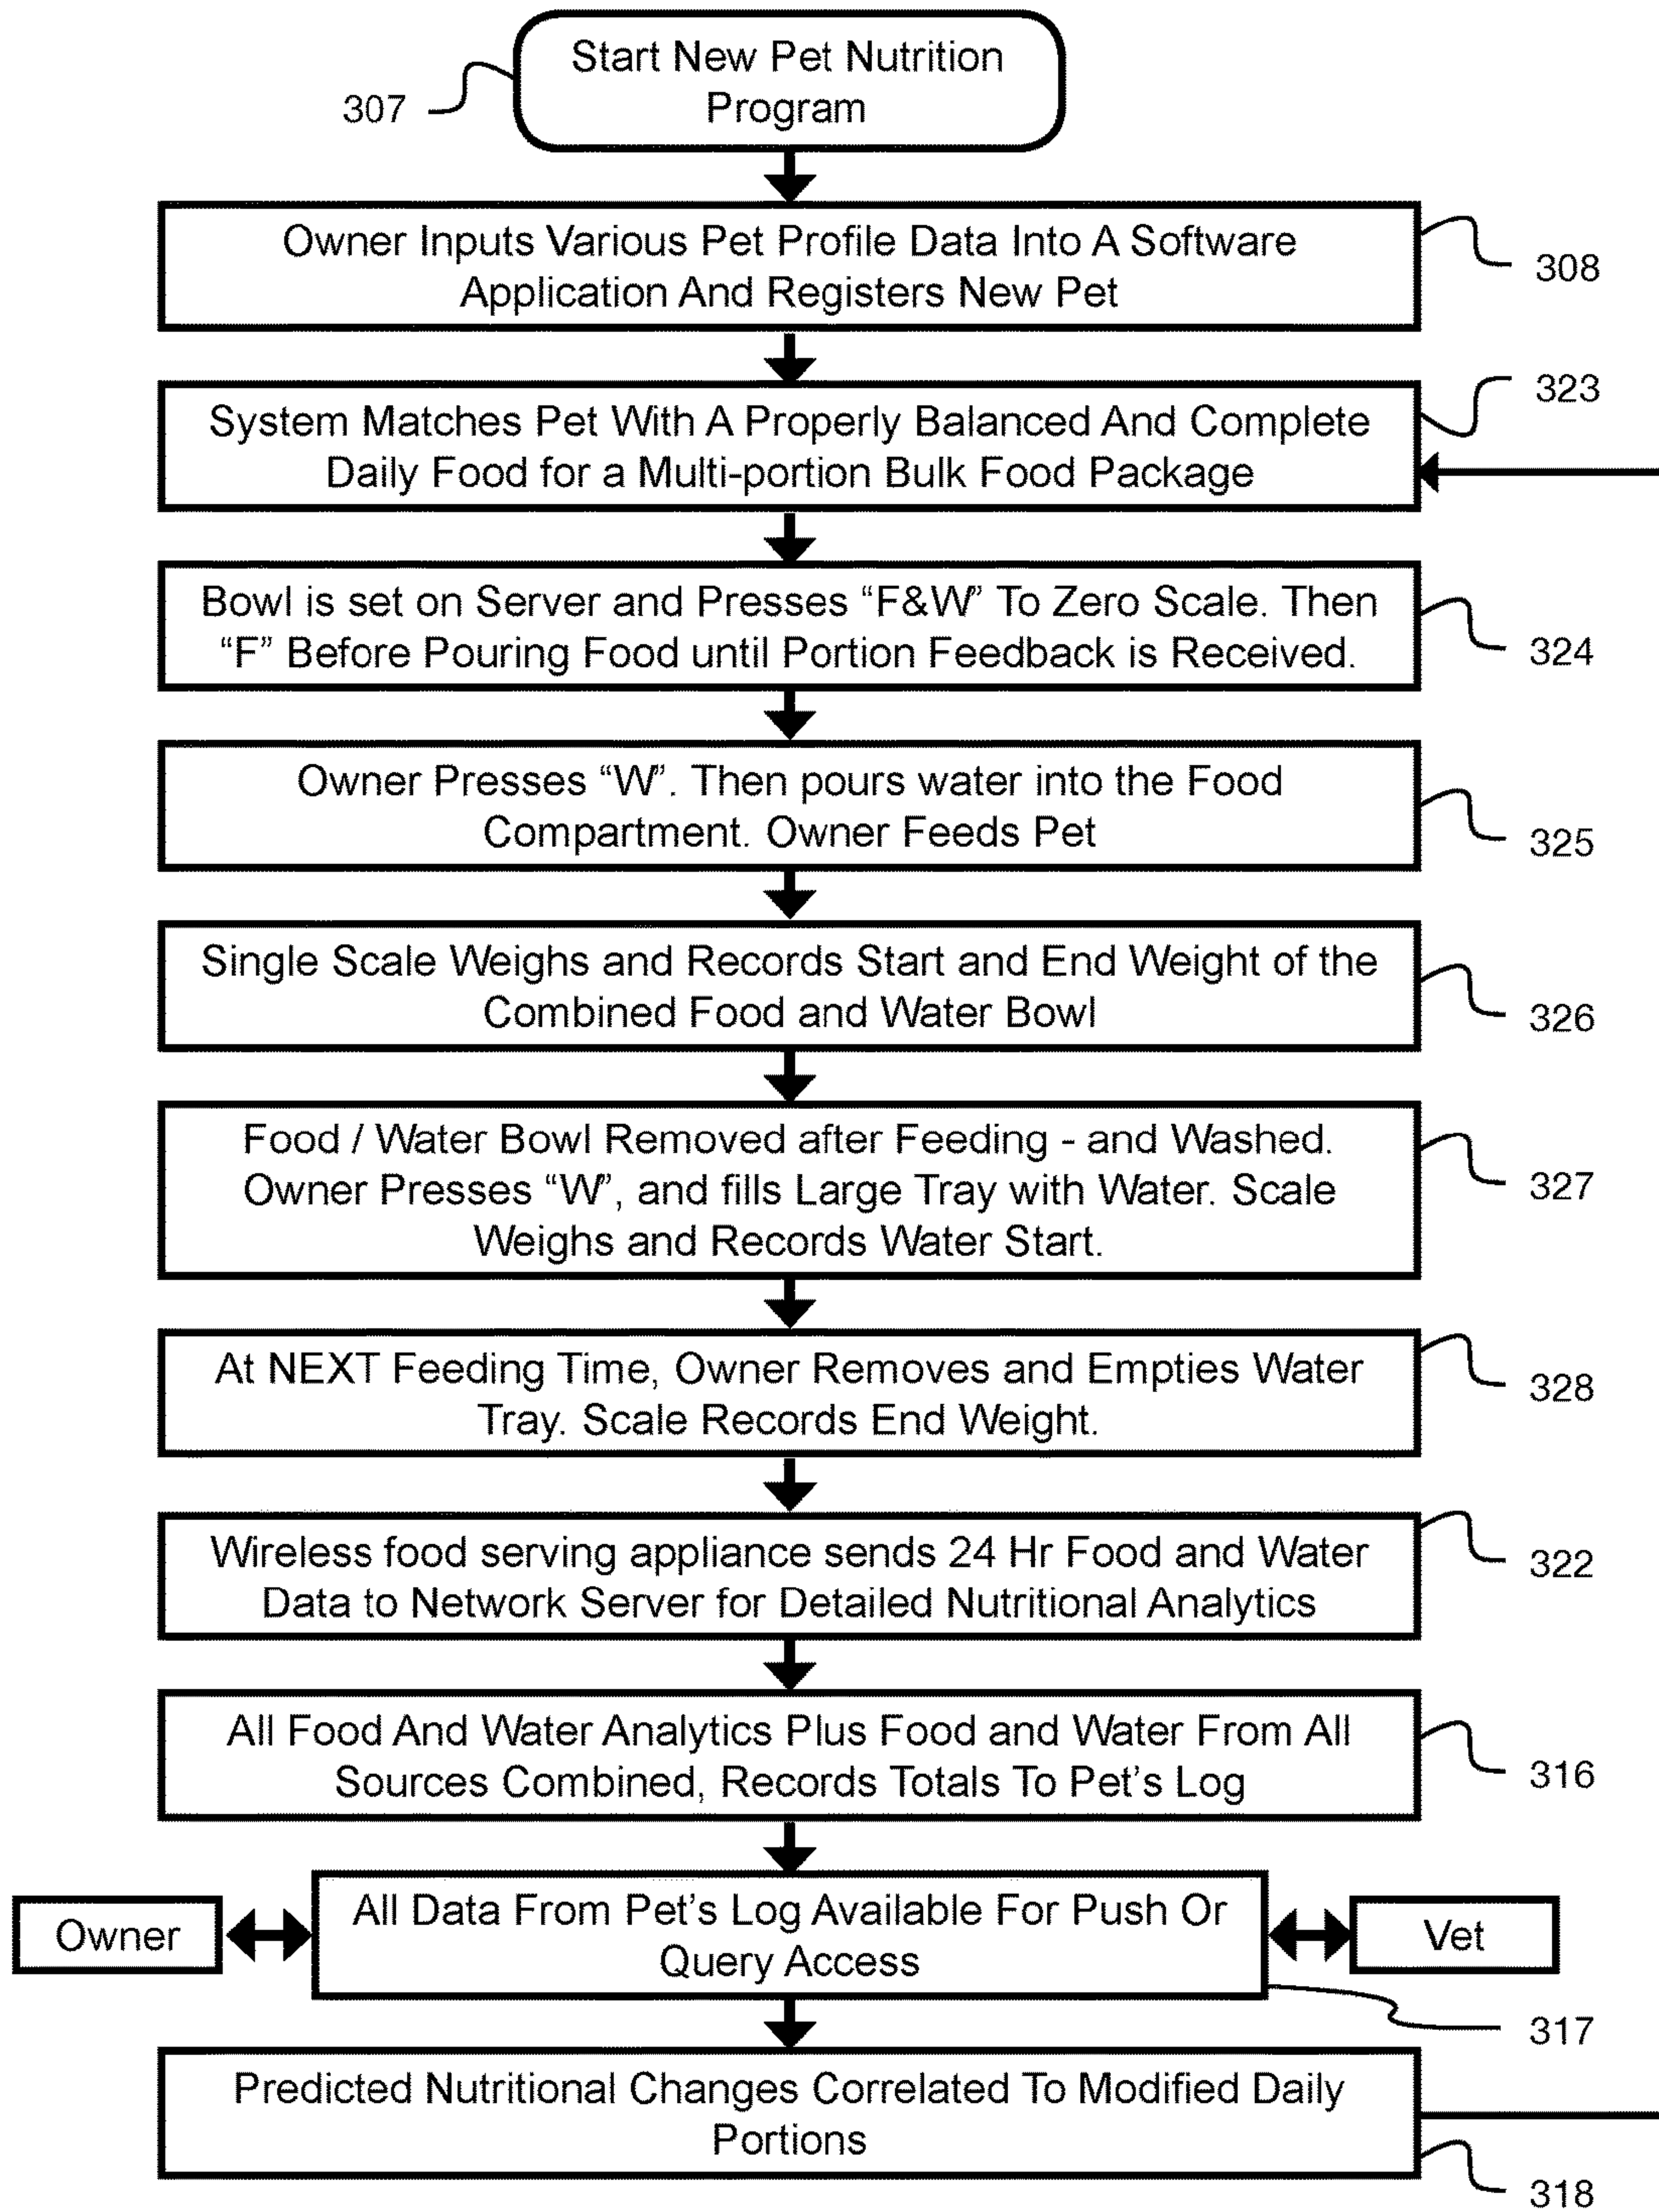 Start New Pet Nutrition
Program
307
Owner Inputs Various Pet Profile Data Into A Software
Application And Registers New Pet
308
System Matches Pet With A Properly Balanced And Complete
Daily Food for a Multi-portion Bulk Food Package
323
Bowl is set on Server and Presses “F&W” To Zero Scale. Then
“F” Before Pouring Food until Portion Feedback is Received.
324
Owner Presses “W”. Then pours water into the Food
Compartment. Owner Feeds Pet
325
Single Scale Weighs and Records Start and End Weight of the
Combined Food and Water Bowl
326
Food / Water Bowl Removed after Feeding - and Washed.
Owner Presses “W”, and fills Large Tray with Water. Scale
Weighs and Records Water Start.
327
At NEXT Feeding Time, Owner Removes and Empties Water
Tray. Scale Records End Weight.
328
Wireless food serving appliance sends 24 Hr Food and Water
Data to Network Server for Detailed Nutritional Analytics
322
All Food And Water Analytics Plus Food and Water From All
Sources Combined, Records Totals To Pet’s Log
316
Owner
All Data From Pet’s Log Available For Push Or
Query Access
Vet
317
Predicted Nutritional Changes Correlated To Modified Daily
Portions
318